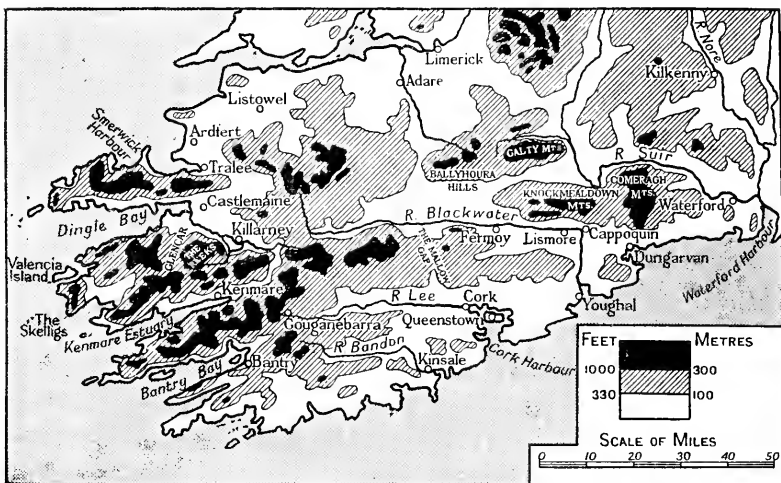 Limerick
Adare
R Nore
Kilkenny
Listowel
Smerwick
Harbour
Ardfert
Tralee
BALLYHOURA
HILLS
GALTY MTS
R Suir
COMERAGH
MTS.
KNOCKMEALDOWN
MTS.
Waterford
Castlemaine
Dingle Bay
R. Blackwater
Killarney
Fermoy
Lismore
Cappoquin
Dungarvan
GLENCAR
THE MALLOW
GAP
Valencia
Island
Waterford Harbour
Kenmare
R Lee
Cork
Youghal
The
Skelligs
Kenmare Estuary
Gouganebarra
Queenstown
Cork Harbour
R Bandon
Bantry
Bantry Bay
Kinsale
FEET
METRES
1000
300
330
100
SCALE OF MILES
0 10 20 30 40 50